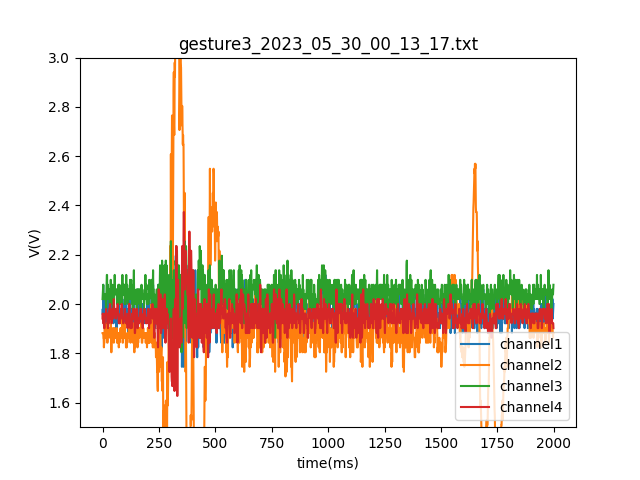 gesture3_2023_05_30_00_13_17.txt
3.0
2.8
2.6
2.4
2.2
2.0
1.8
1.6
V(V)
channel1
channel2
channel3
channel4
0 250 500 750 1000 1250 1500 1750 2000
time(ms)